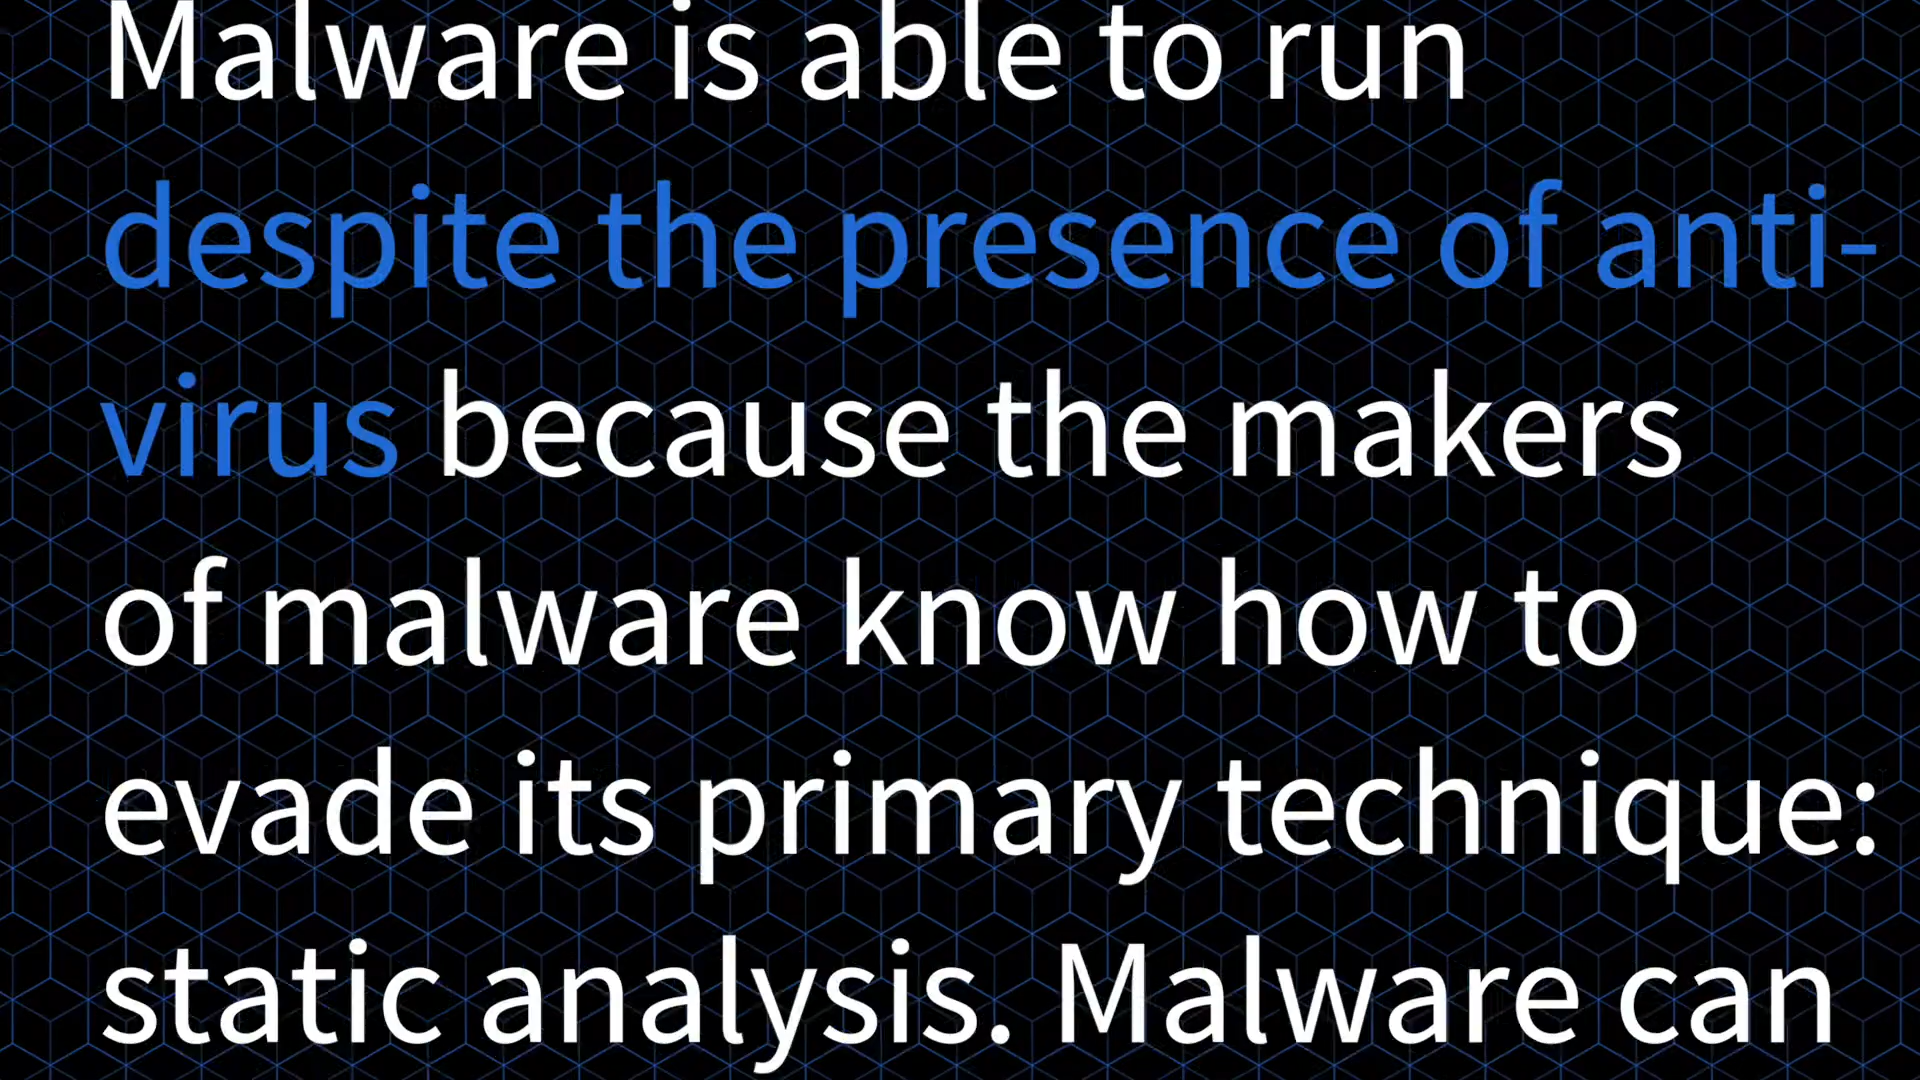 Malware is able to run
despite the presence of anti-
virus because the makers
of malware know how to
evade its primary technique:
static analysis. Malware can